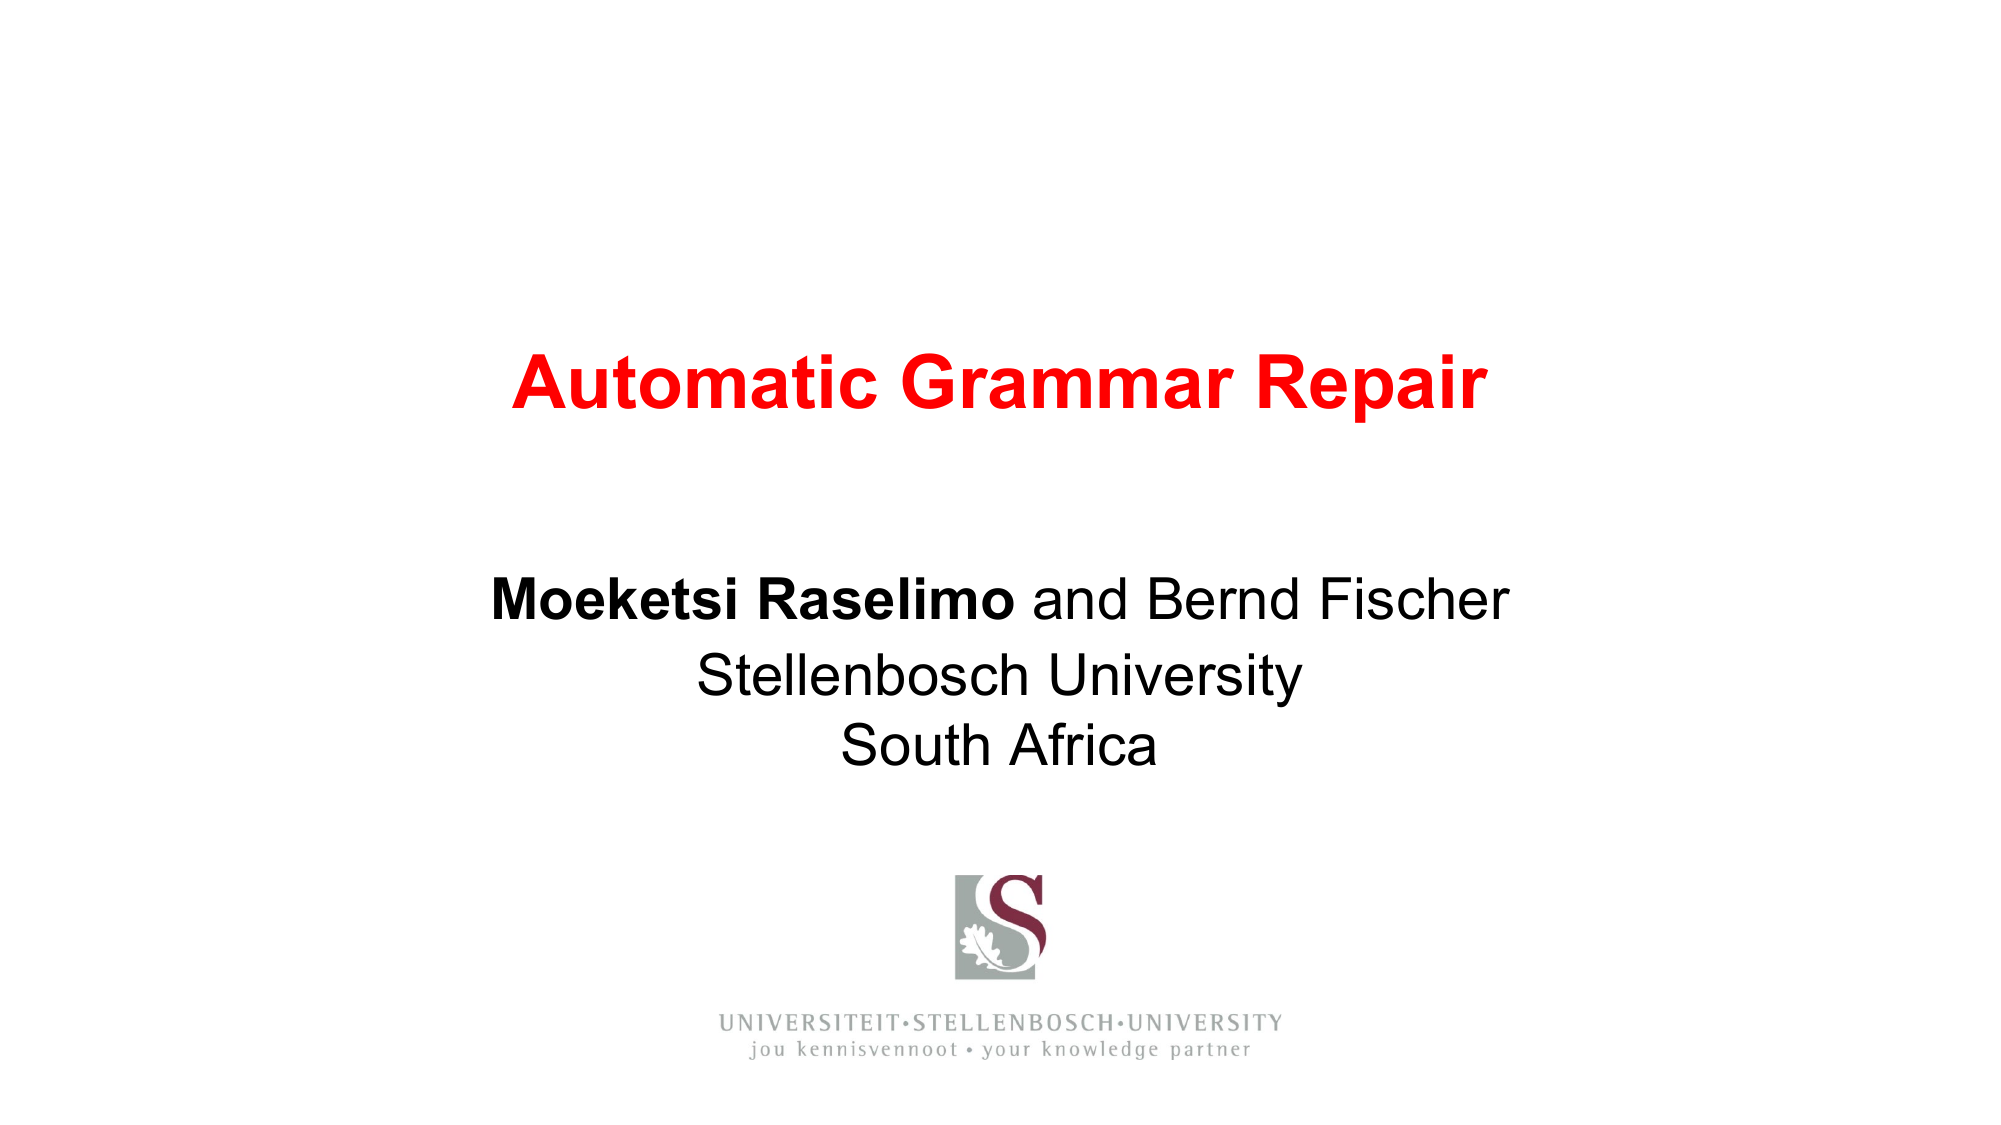 Automatic Grammar Repair
Moeketsi Raselimo and Bernd Fischer
Stellenbosch University
South Africa
S
UNIVERSITEIT•STELLENBOSCH•UNIVERSITY
jou kennisvennoot • your knowledge partner